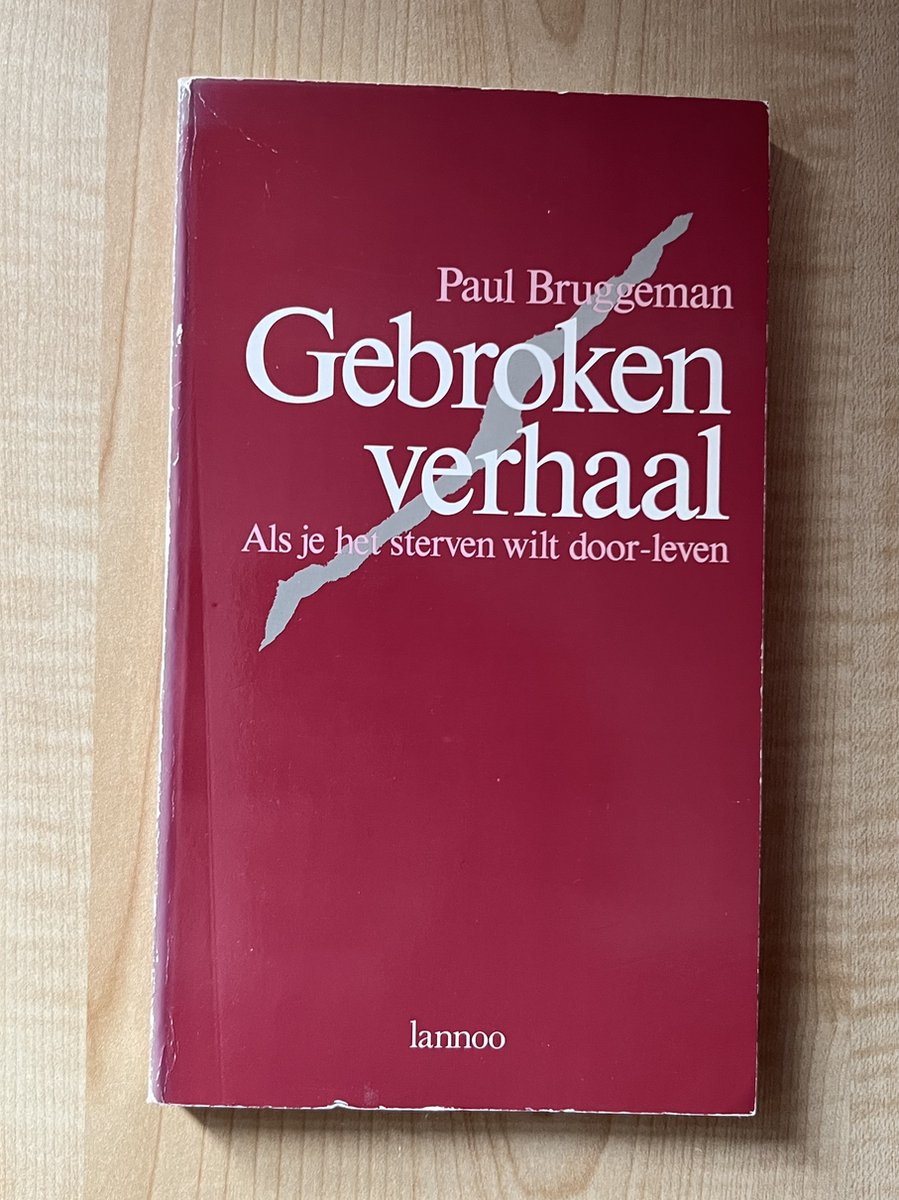 Paul Bruggeman
Gebroken
verhaal
Als je het sterven wilt door-leven
lannoo